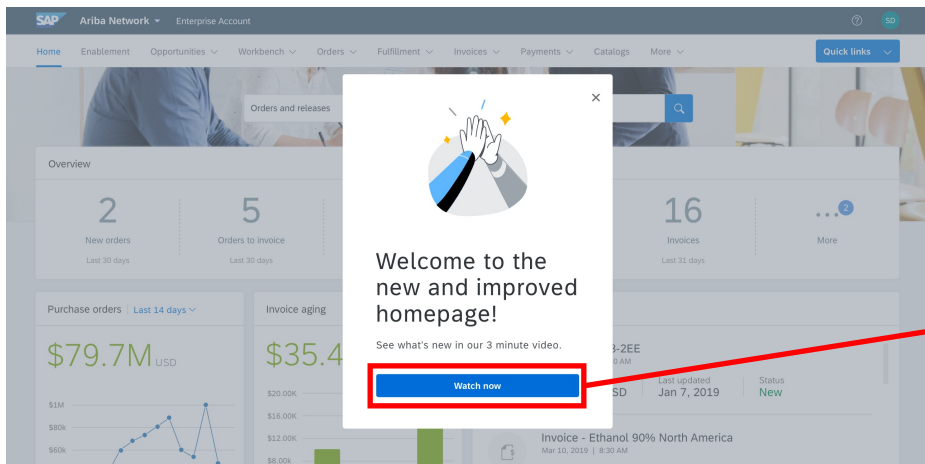 SAP Ariba Network Enterprise Account SD
Home Enablement Opportunities Workbench Orders Fulfillment Invoices Payments Catalogs More Quick links
Orders and releases
Overview
2 5 16 ...2
New orders Orders to invoice Invoices More
Last 30 days Last 30 days Last 31 days
Welcome to the
new and improved
homepage!
See what's new in our 3 minute video.
Watch now
Purchase orders Last 14 days Invoice aging
$79.7M USD $35.4
$1M
$80k
$60k
$20.00K
$16.00K
$12.00K
$8.00k
-2EE
AM
SD
Last updated Status
Jan 7, 2019 New
Invoice - Ethanol 90% North America
Mar 10, 2019 | 8:30 AM